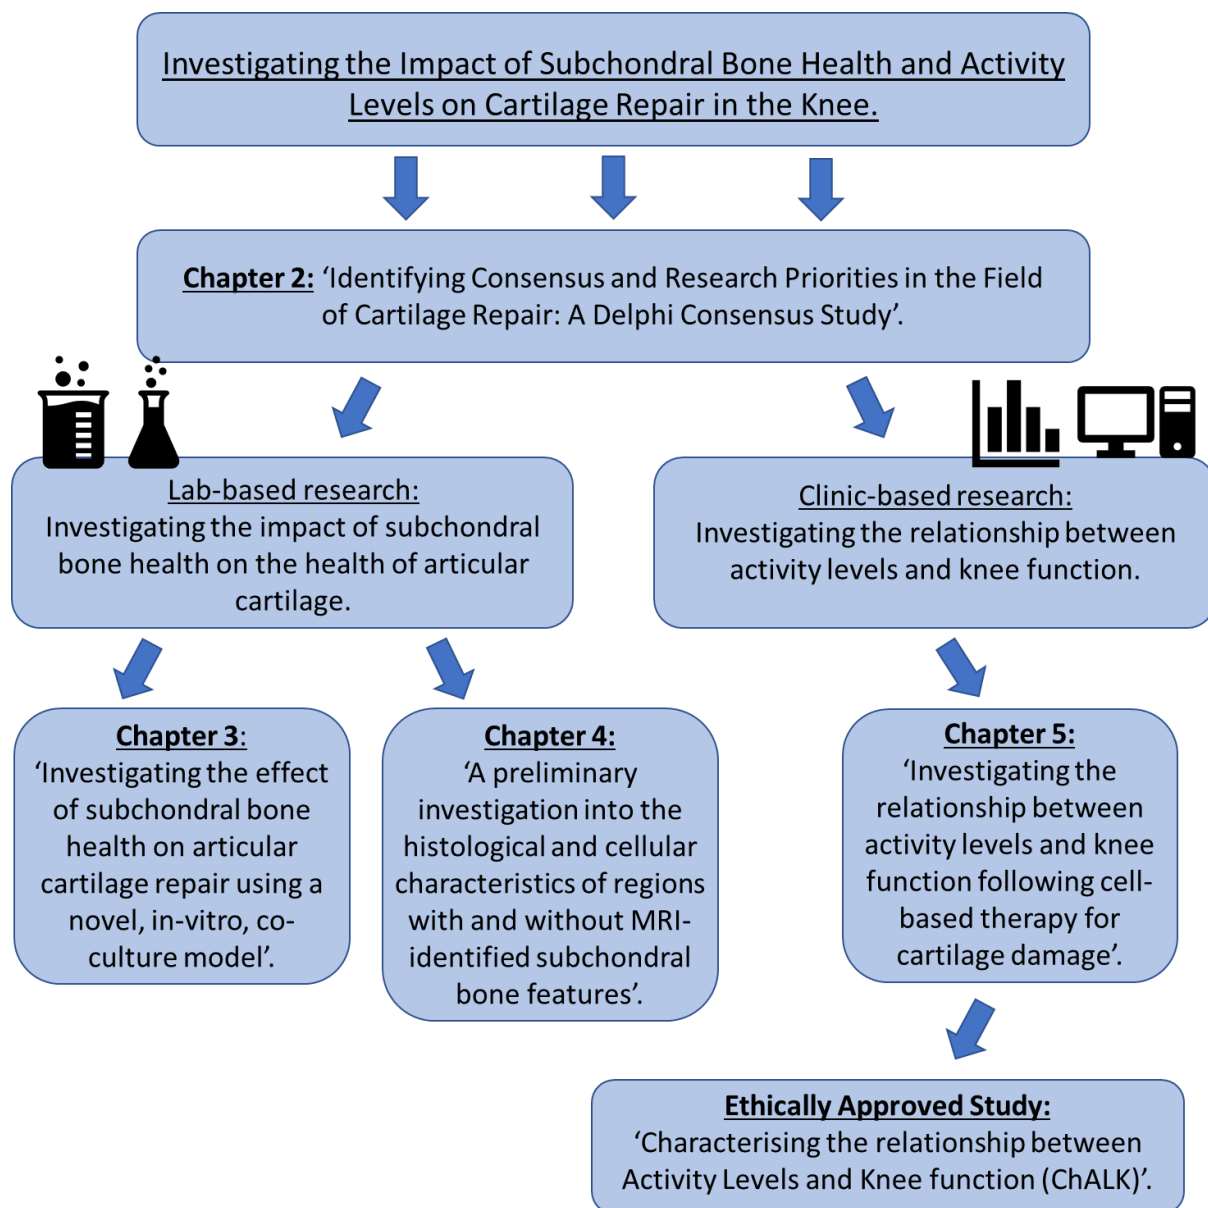 Investigating the Impact of Subchondral Bone Health and Activity
Levels on Cartilage Repair in the Knee.
Chapter 2: ‘Identifying Consensus and Research Priorities in the Field
of Cartilage Repair: A Delphi Consensus Study’.
Lab-based research:
Investigating the impact of subchondral
bone health on the health of articular
cartilage.
Clinic-based research:
Investigating the relationship between
activity levels and knee function.
Chapter 3:
‘Investigating the effect
of subchondral bone
health on articular
cartilage repair using a
novel, in-vitro, co-
culture model’.
Chapter 4:
‘A preliminary
investigation into the
histological and cellular
characteristics of regions
with and without MRI-
identified subchondral
bone features’.
Chapter 5:
‘Investigating the
relationship between
activity levels and knee
function following cell-
based therapy for
cartilage damage’.
Ethically Approved Study:
‘Characterising the relationship between
Activity Levels and Knee function (ChALK)’.